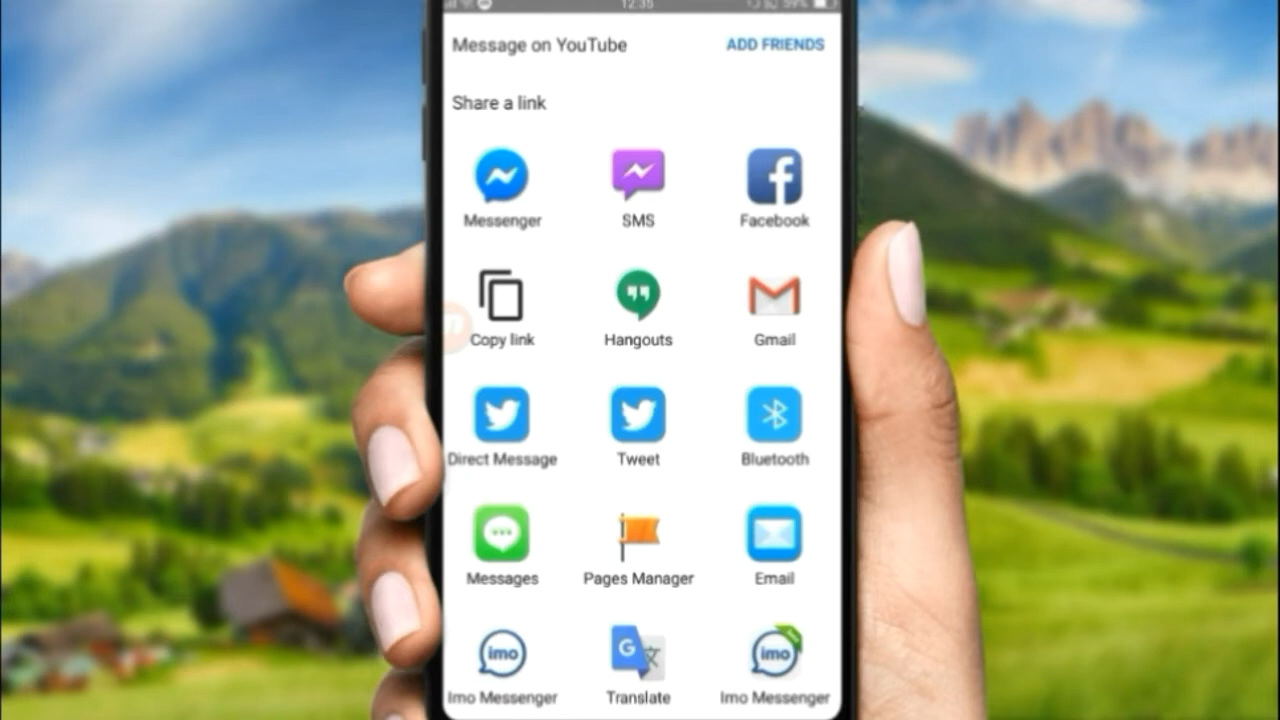 12:35
59%
Message on YouTube
ADD FRIENDS
Share a link
Messenger
SMS
Facebook
Copy link
Hangouts
Gmail
Direct Message
Tweet
Bluetooth
Messages
Pages Manager
Email
imo
G
imo
Imo Messenger
Translate
Imo Messenger